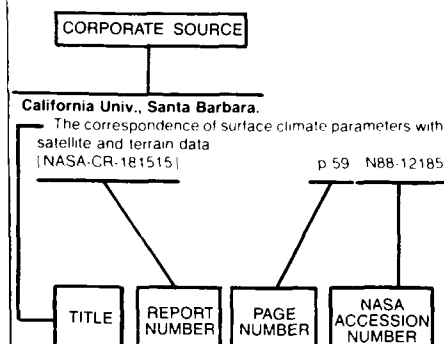 CORPORATE SOURCE
California Univ., Santa Barbara.
The correspondence of surface climate parameters with
satellite and terrain data
[NASA-CR-181515] p 59 N88-12185
TITLE
REPORT
NUMBER
PAGE
NUMBER
NASA
ACCESSION
NUMBER